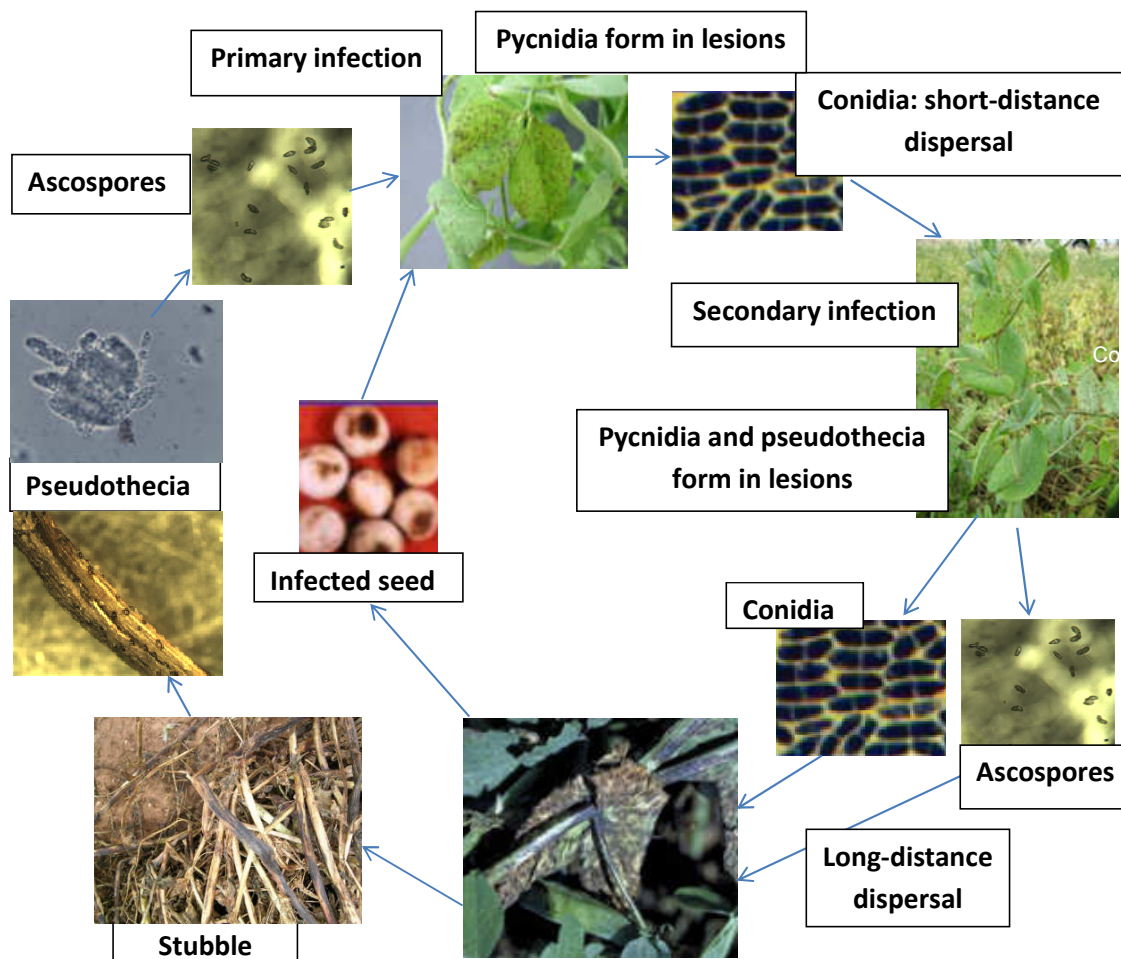 Pycnidia form in lesions
Primary infection
Conidia: short-distance
dispersal
Ascospores
Secondary infection
Co
Pycnidia and pseudothecia
form in lesions
Pseudothecia
Infected seed
Conidia
Ascospores
Long-distance
dispersal
Stubble